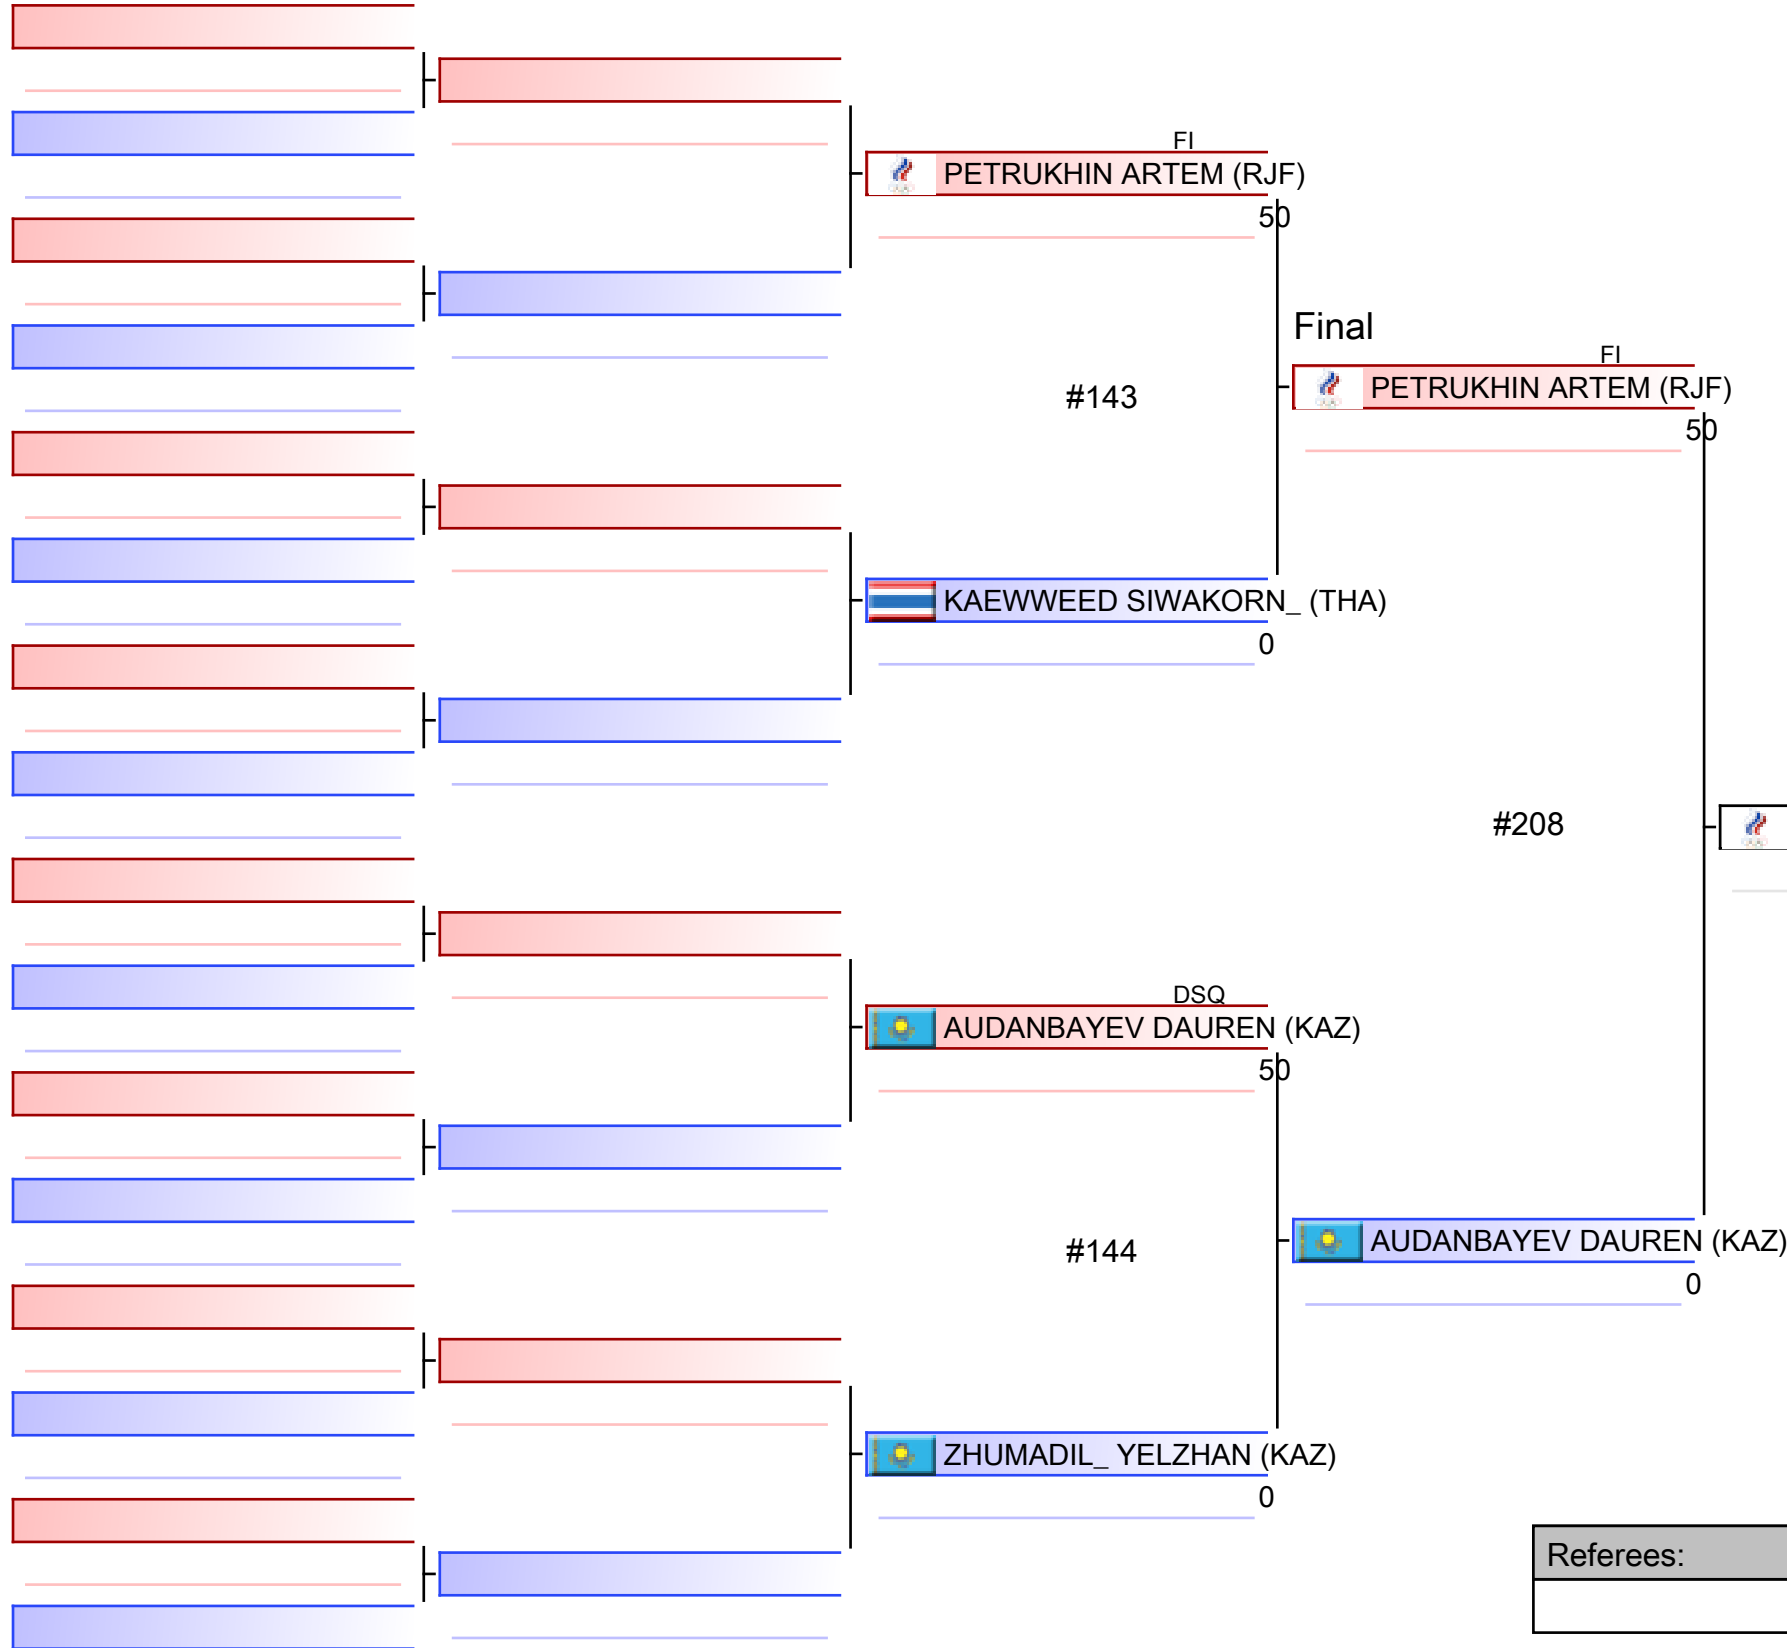 FI
PETRUKHIN ARTEM (RJF)
50
#143
KAEWWEED SIWAKORN_ (THA)
0
Final
FI
PETRUKHIN ARTEM (RJF)
50
#208
DSQ
AUDANBAYEV DAUREN (KAZ)
50
#144
AUDANBAYEV DAUREN (KAZ)
0
ZHUMADIL_ YELZHAN (KAZ)
0
Referees: